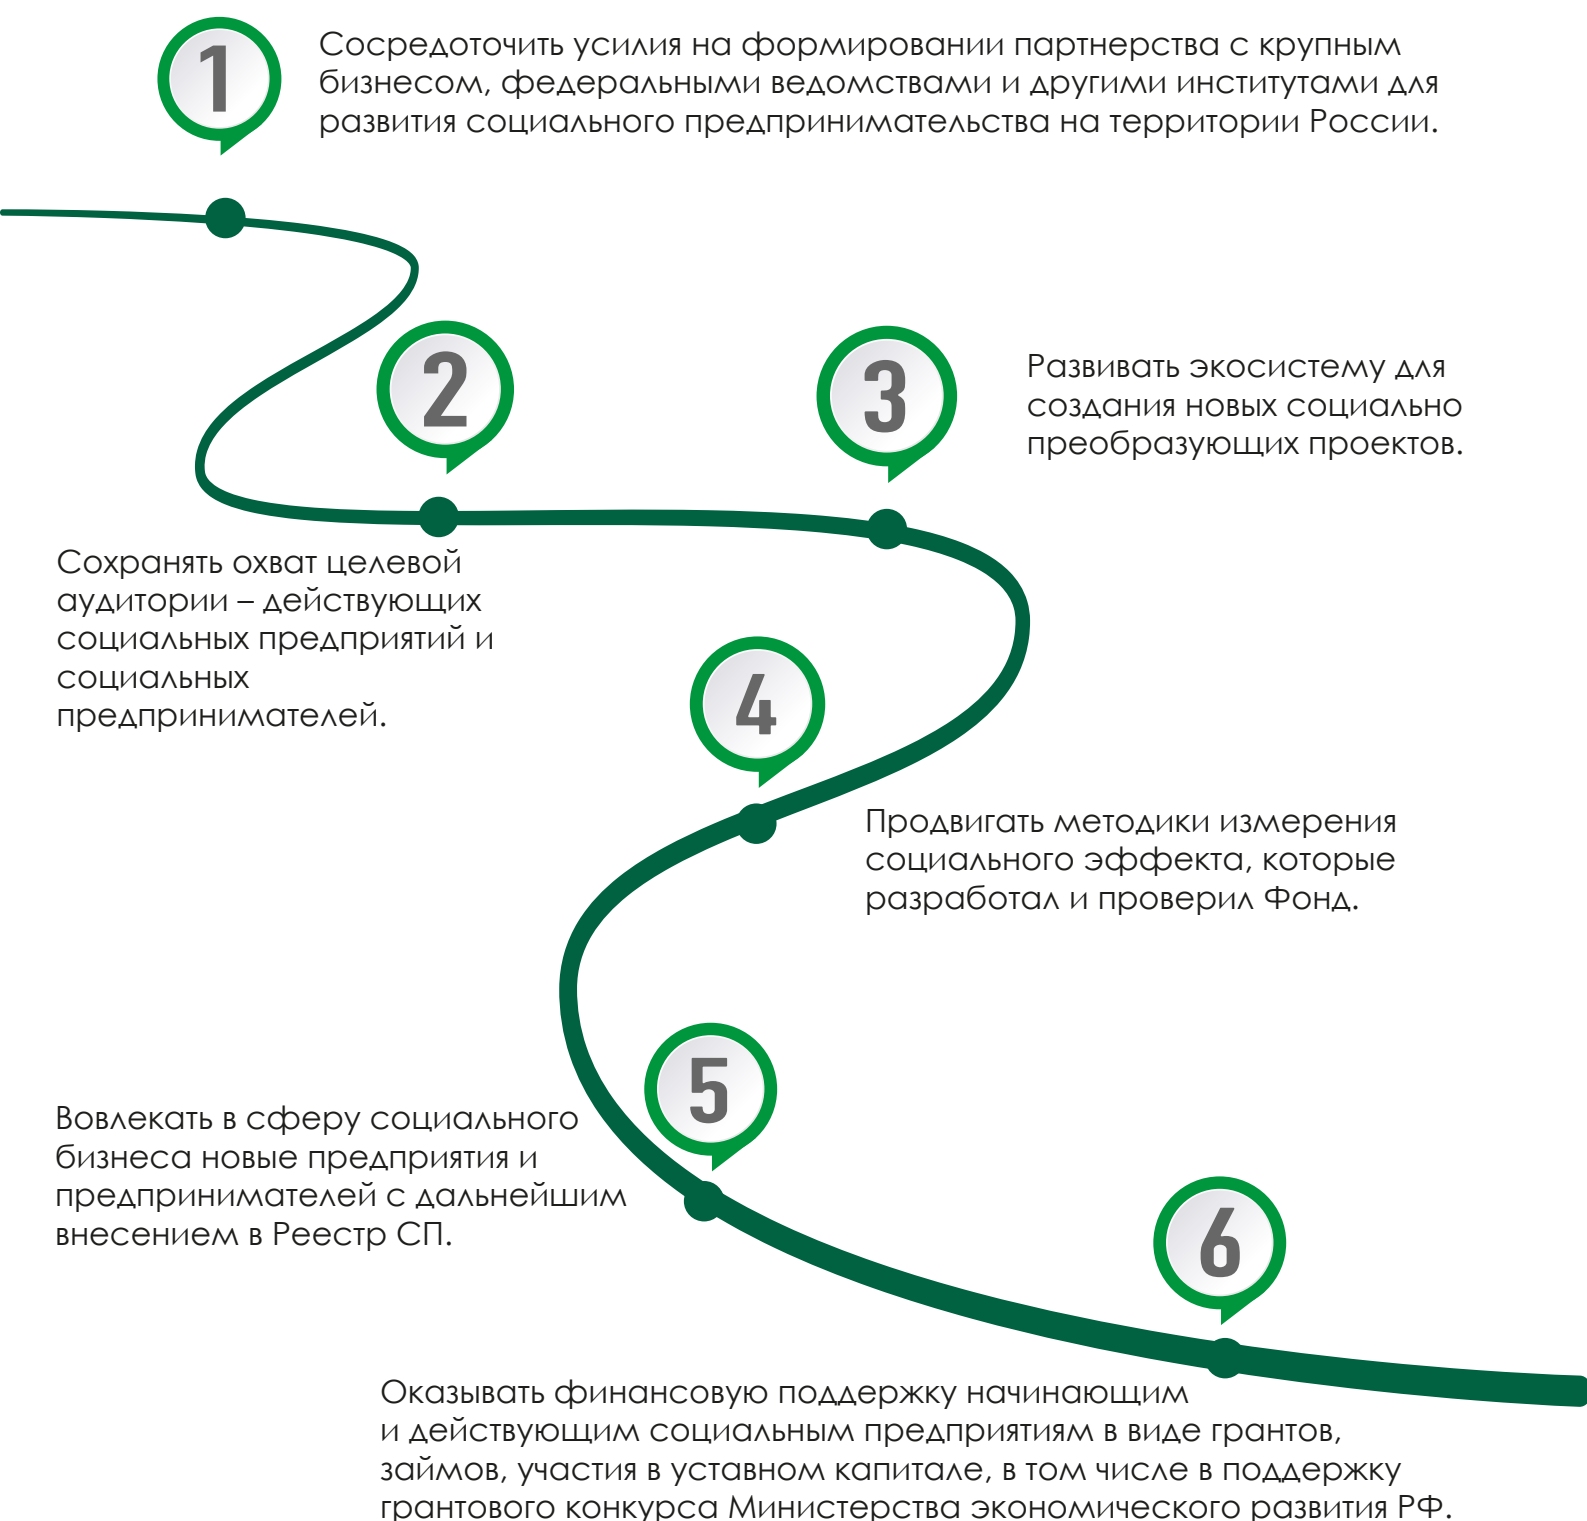 1
Сосредоточить усилия на формировании партнерства с крупным
бизнесом, федеральными ведомствами и другими институтами для
развития социального предпринимательства на территории России.
2
Сохранять охват целевой
аудитории – действующих
социальных предприятий и
социальных
предпринимателей.
3
Развивать экосистему для
создания новых социально
преобразующих проектов.
4
Продвигать методики измерения
социального эффекта, которые
разработал и проверил Фонд.
5
Вовлекать в сферу социального
бизнеса новые предприятия и
предпринимателей с дальнейшим
внесением в Реестр СП.
6
Оказывать финансовую поддержку начинающим
и действующим социальным предприятиям в виде грантов,
займов, участия в уставном капитале, в том числе в поддержку
грантового конкурса Министерства экономического развития РФ.